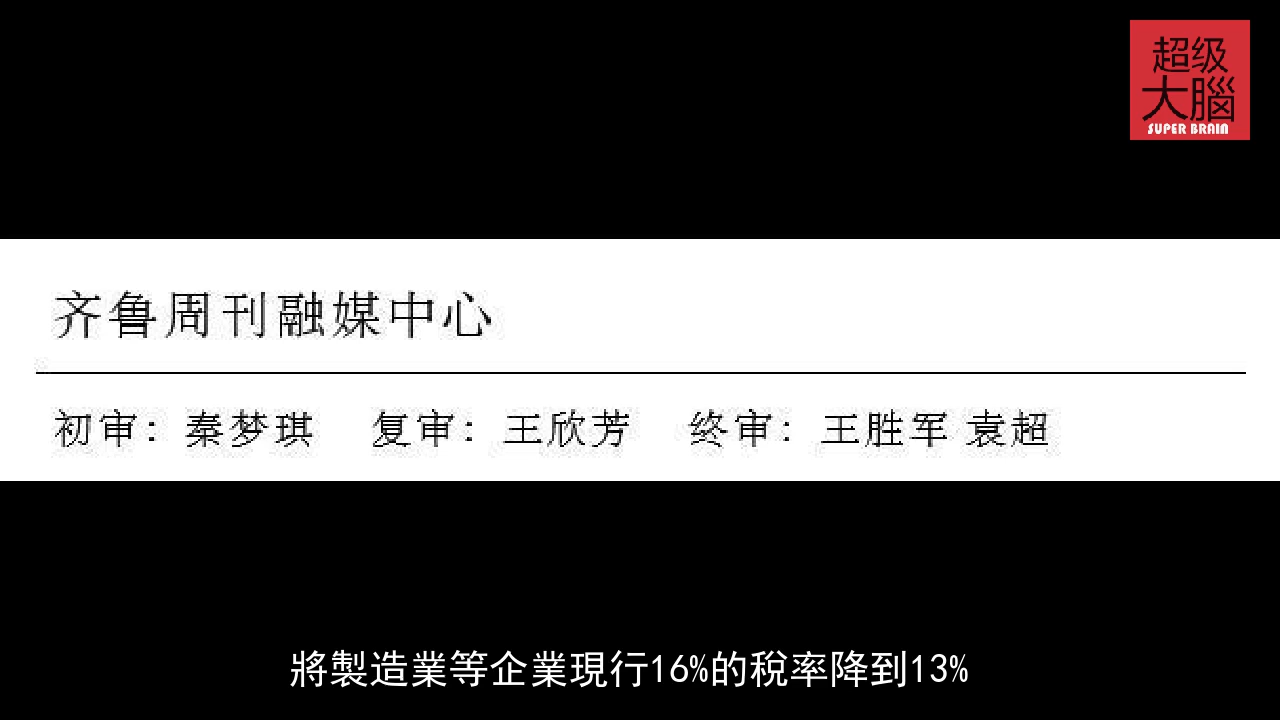 超级
大腦
SUPER BRAIN
齐鲁周刊融媒中心
初审：秦梦琪 复审：王欣芳 终审：王胜军 袁超
將製造業等企業現行16%的稅率降到13%